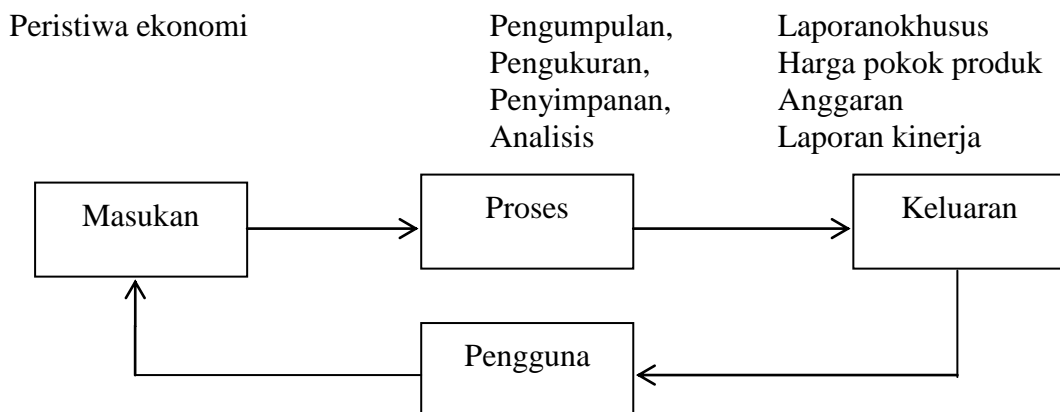 Peristiwa ekonomi
Pengumpulan,
Pengukuran,
Penyimpanan,
Analisis
Laporanokhusus
Harga pokok produk
Anggaran
Laporan kinerja
Masukan
Proses
Keluaran
Pengguna